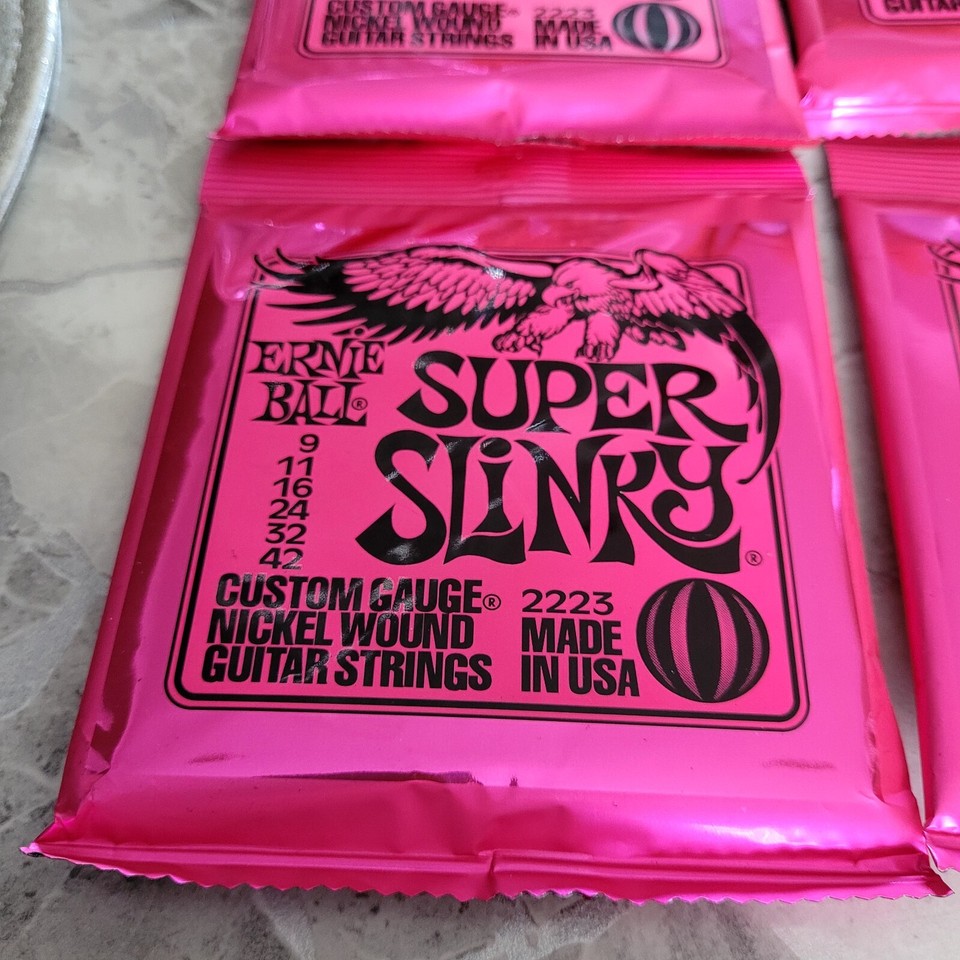 CUSTOM GAUGE®
NICKEL WOUND
GUITAR STRINGS
2223
MADE
IN USA
GUITAR
ERNiE
BALL®
SUPER
SLiNKY®
9
11
16
24
32
42
CUSTOM GAUGE®
NICKEL WOUND
GUITAR STRINGS
2223
MADE
IN USA